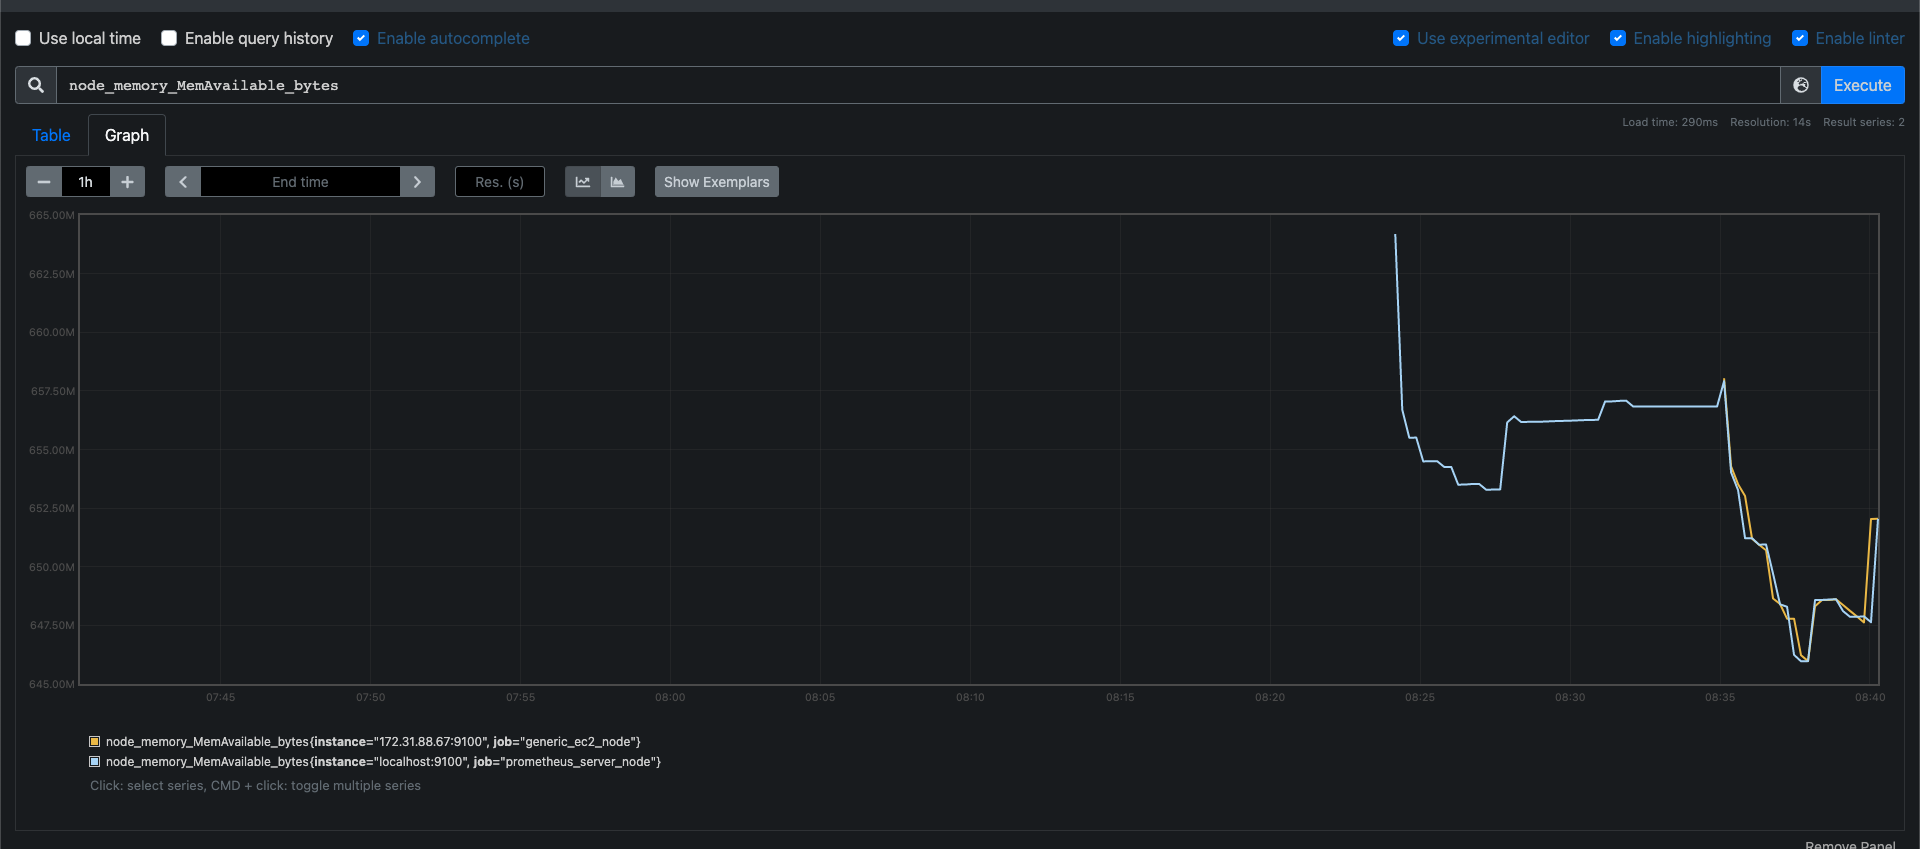 Use local time Enable query history Enable autocomplete Use experimental editor Enable highlighting Enable linter
node_memory_MemAvailable_bytes Execute
Load time: 290ms Resolution: 14s Result series: 2
Table Graph
1h End time Res. (s) Show Exemplars
665.00M
662.50M
660.00M
657.50M
655.00M
652.50M
650.00M
647.50M
645.00M
07:45 07:50 07:55 08:00 08:05 08:10 08:15 08:20 08:25 08:30 08:35 08:40
node_memory_MemAvailable_bytes{instance="172.31.88.67:9100", job="generic_ec2_node"}
node_memory_MemAvailable_bytes{instance="localhost:9100", job="prometheus_server_node"}
Click: select series, CMD + click: toggle multiple series
Remove Panel